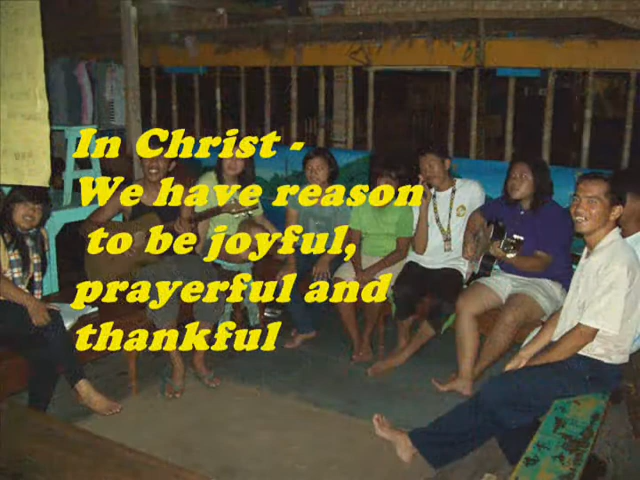 In Christ -
We have reason
to be joyful,
prayerful and
thankful